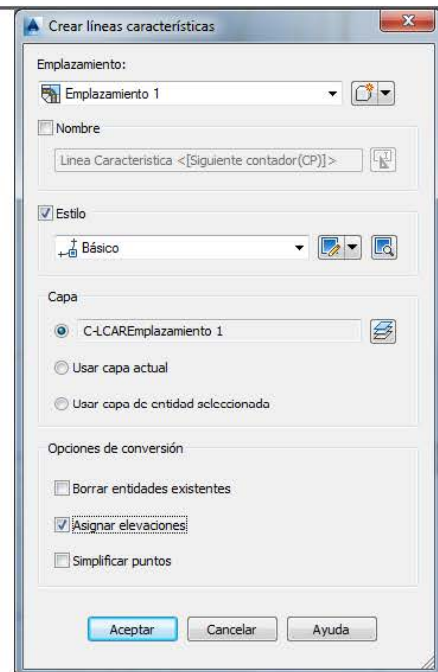 Crear líneas características
Emplazamiento:
Emplazamiento 1
Nombre
Linea Caracteristica <[Siguiente contador(CP)]>
Estilo
Básico
Capa
C-LCAREmplazamiento 1
Usar capa actual
Usar capa de entidad seleccionada
Opciones de conversión
Borrar entidades existentes
Asignar elevaciones
Simplificar puntos
Aceptar Cancelar Ayuda